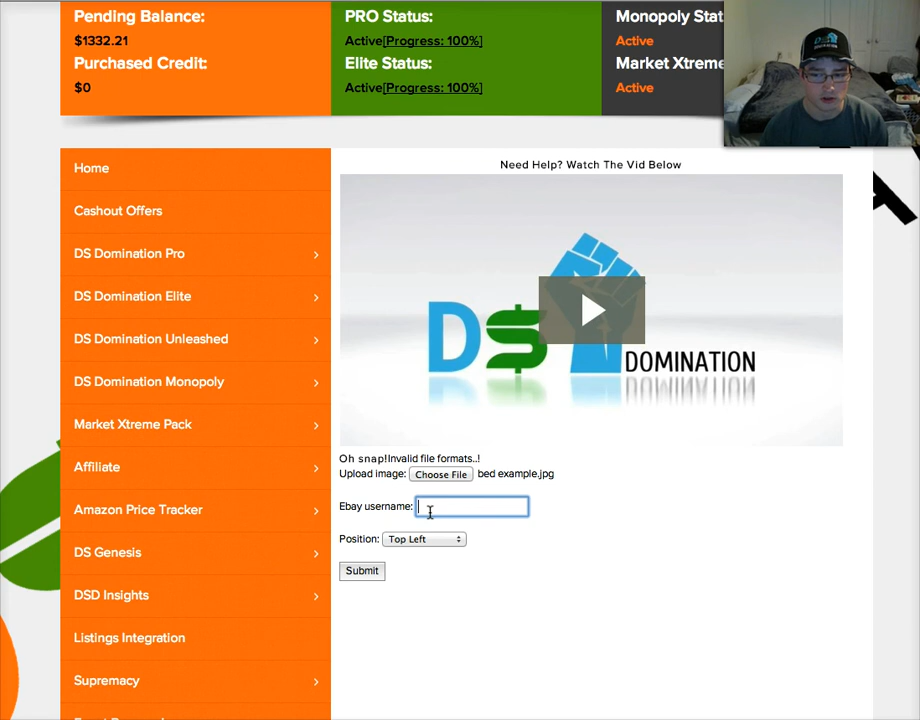 Pending Balance:
$1332.21
Purchased Credit:
$0
PRO Status:
Active[Progress: 100%]
Elite Status:
Active[Progress: 100%]
Monopoly Stat
Active
Market Xtreme
Active
Home
Cashout Offers
DS Domination Pro
DS Domination Elite
DS Domination Unleashed
DS Domination Monopoly
Market Xtreme Pack
Affiliate
Amazon Price Tracker
DS Genesis
DSD Insights
Listings Integration
Supremacy
Need Help? Watch The Vid Below
D$ DOMINATION
Oh snap!Invalid file formats..!
Upload image: Choose File bed example.jpg
Ebay username:
Position: Top Left
Submit